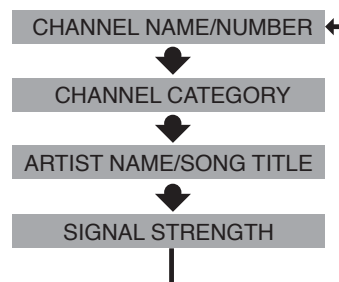 CHANNEL NAME/NUMBER
CHANNEL CATEGORY
ARTIST NAME/SONG TITLE
SIGNAL STRENGTH